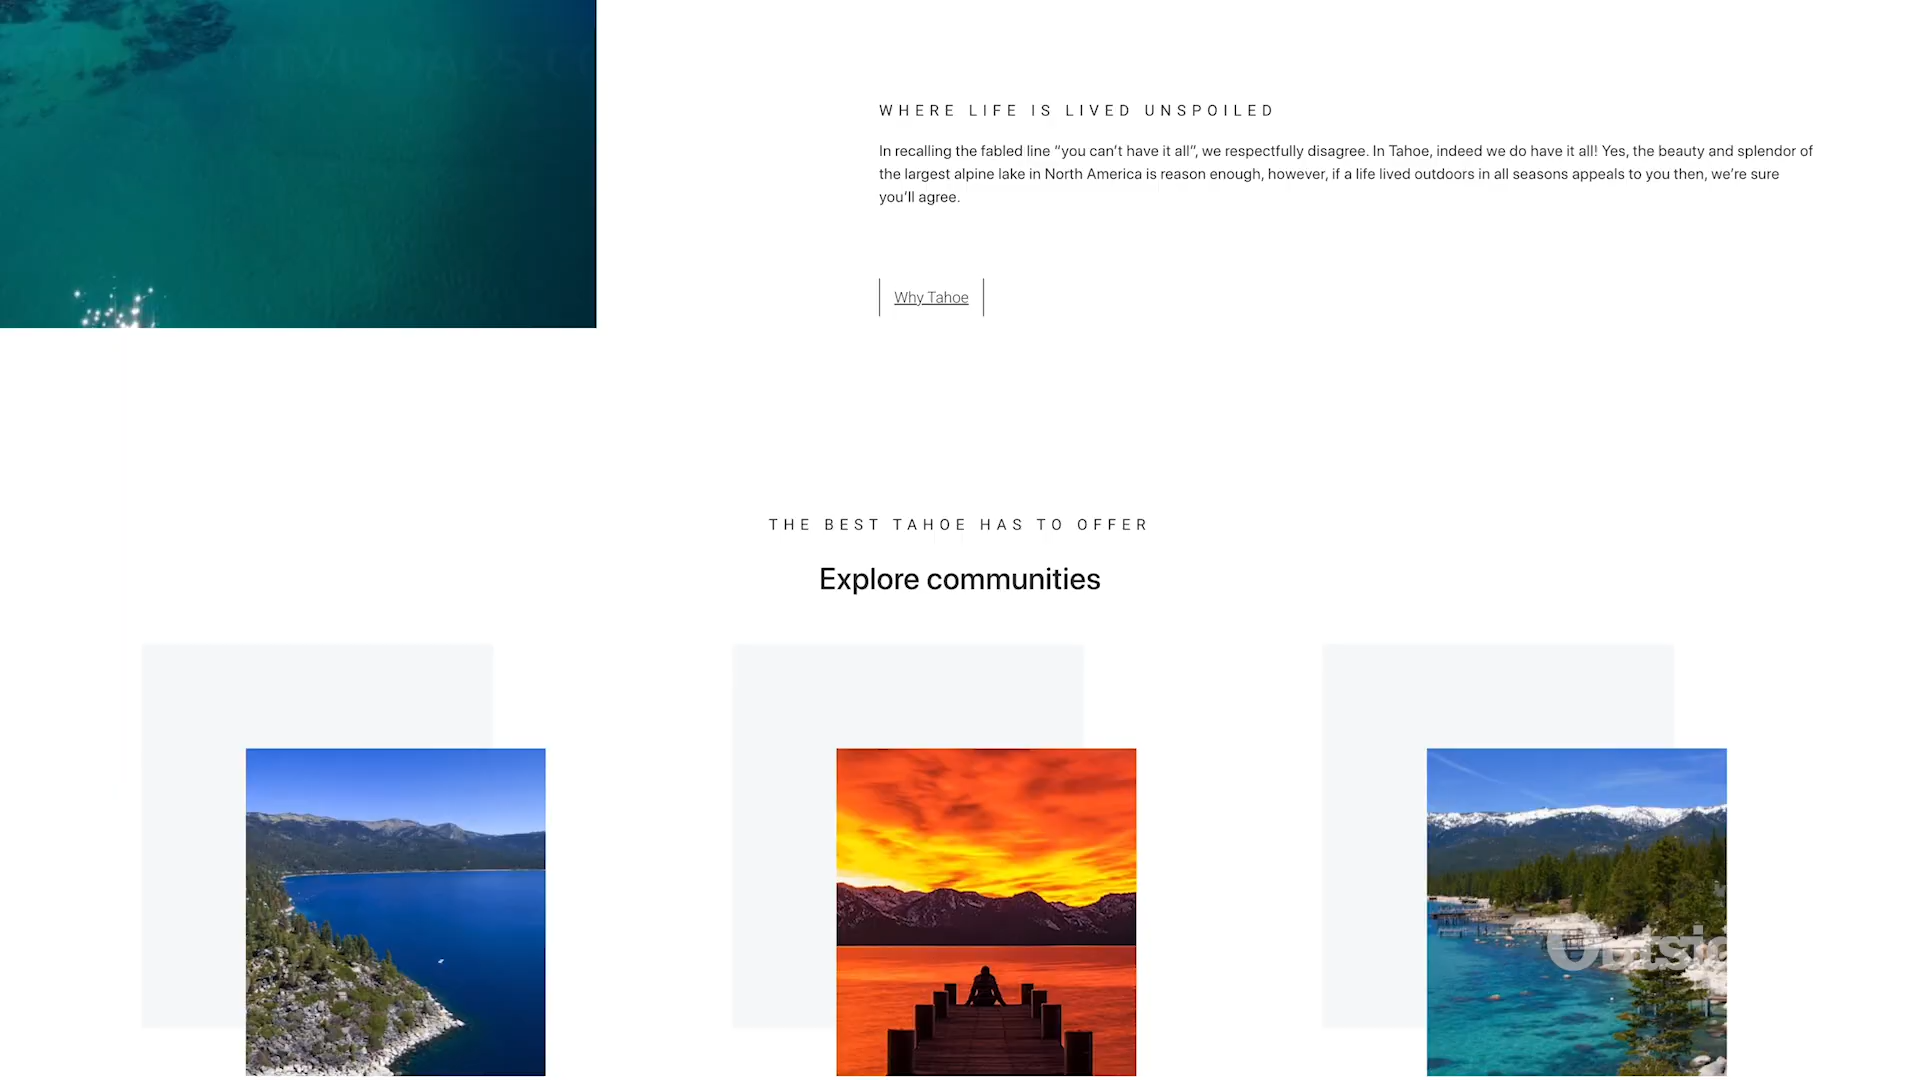 WHERE LIFE IS LIVED UNSPOILED
In recalling the fabled line “you can’t have it all”, we respectfully disagree. In Tahoe, indeed we do have it all! Yes, the beauty and splendor of
the largest alpine lake in North America is reason enough, however, if a life lived outdoors in all seasons appeals to you then, we’re sure
you’ll agree.
Why Tahoe
THE BEST TAHOE HAS TO OFFER
Explore communities